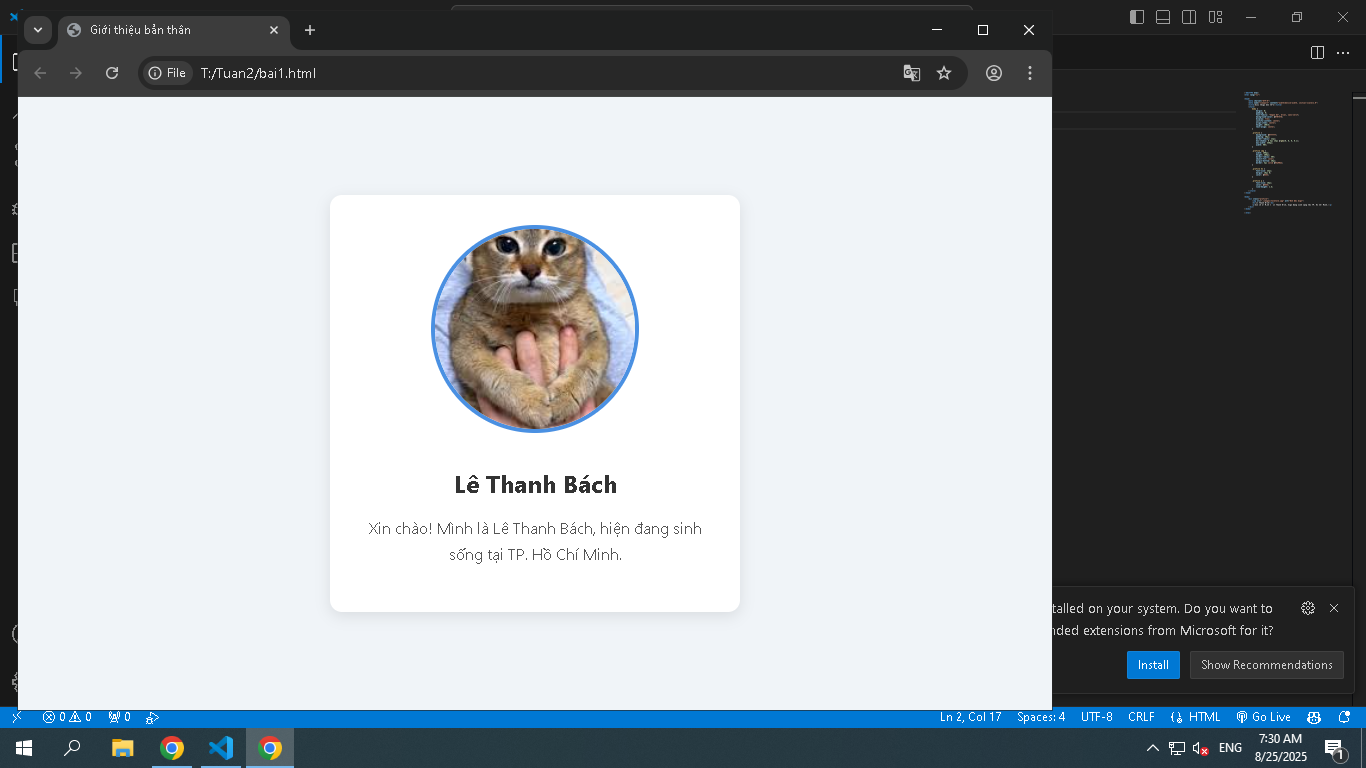 Giới thiệu bản thân
File T:/Tuan2/bai1.html
Lê Thanh Bách
Xin chào! Mình là Lê Thanh Bách, hiện đang sinh
sống tại TP. Hồ Chí Minh.
talled on your system. Do you want to
nded extensions from Microsoft for it?
Install Show Recommendations
0 0 0 Ln 2, Col 17 Spaces: 4 UTF-8 CRLF HTML Go Live
ENG 7:30 AM
8/25/2025
1